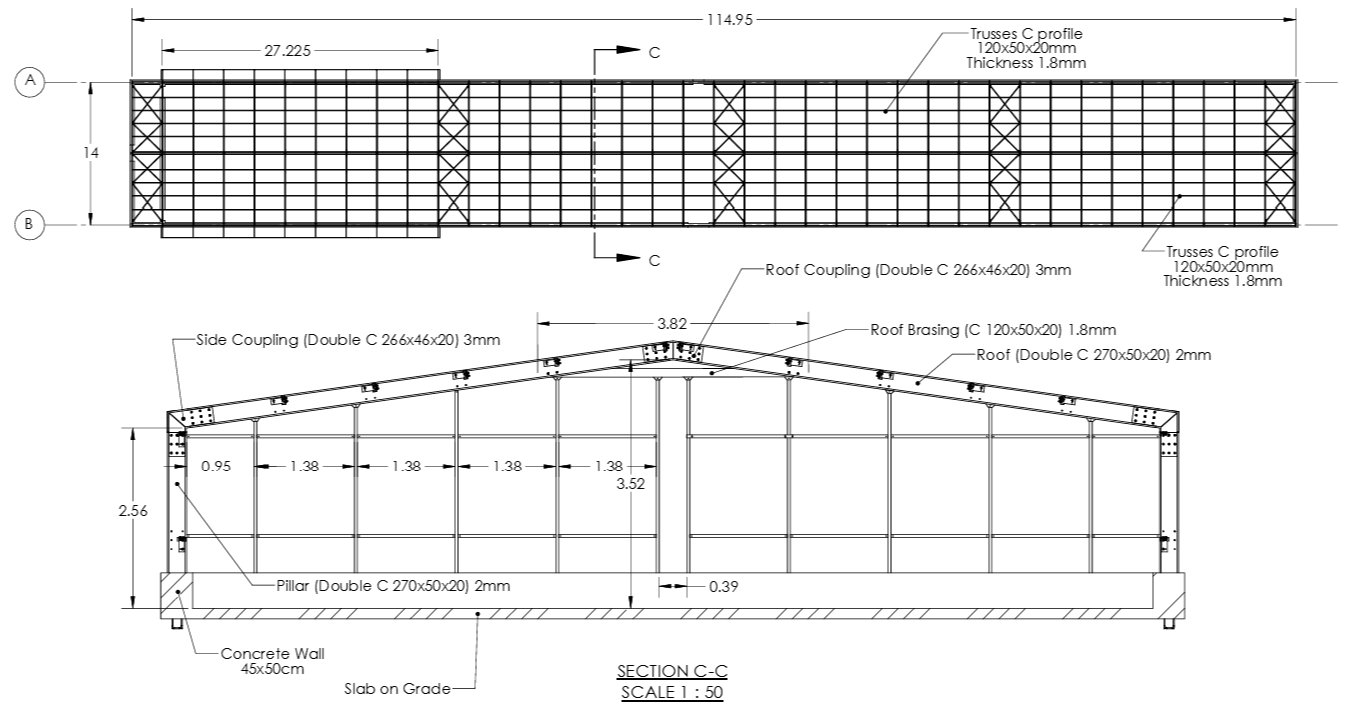 114.95
27.225
C
Trusses C profile
120x50x20mm
Thickness 1.8mm
A
14
B
C
Trusses C profile
120x50x20mm
Thickness 1.8mm
Roof Coupling (Double C 266x46x20) 3mm
3.82
Side Coupling (Double C 266x46x20) 3mm
Roof Brasing (C 120x50x20) 1.8mm
Roof (Double C 270x50x20) 2mm
0.95
1.38
1.38
1.38
1.38
3.52
2.56
Pillar (Double C 270x50x20) 2mm
0.39
Concrete Wall
45x50cm
Slab on Grade
SECTION C-C
SCALE 1 : 50